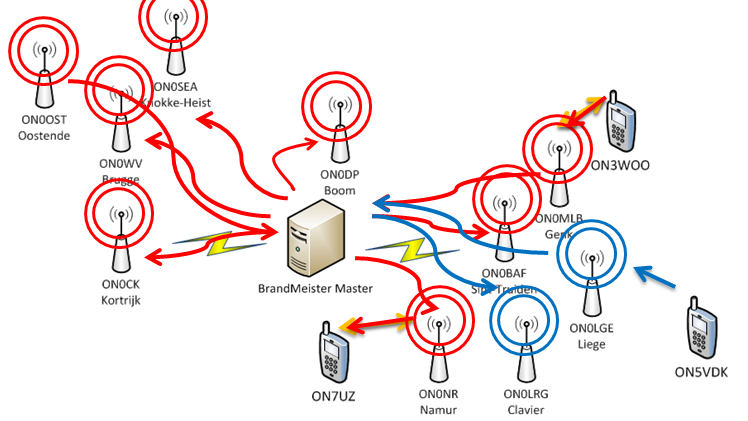 ON0SEA
Knokke-Heist
ON0OST
Oostende
ON0WV
Brugge
ON0DP
Boom
ON3WOO
ON0MLB
Genk
ON0CK
Kortrijk
BrandMeister Master
ON0BAF
Sint-Truiden
ON0LGE
Liege
ON7UZ
ON0NR
Namur
ON0LRG
Clavier
ON5VDK